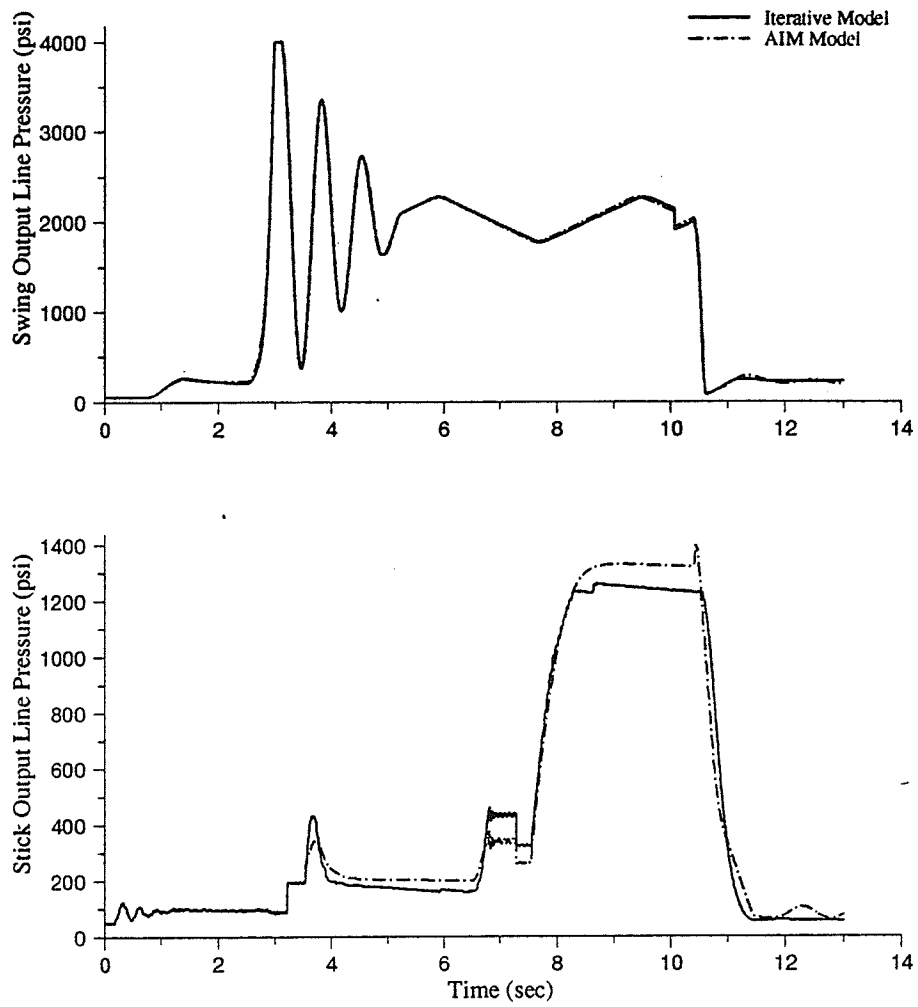 Iterative Model
AIM Model
Swing Output Line Pressure (psi)
4000
3000
2000
1000
0
0 2 4 6 8 10 12 14
Stick Output Line Pressure (psi)
1400
1200
1000
800
600
400
200
0
0 2 4 6 8 10 12 14
Time (sec)